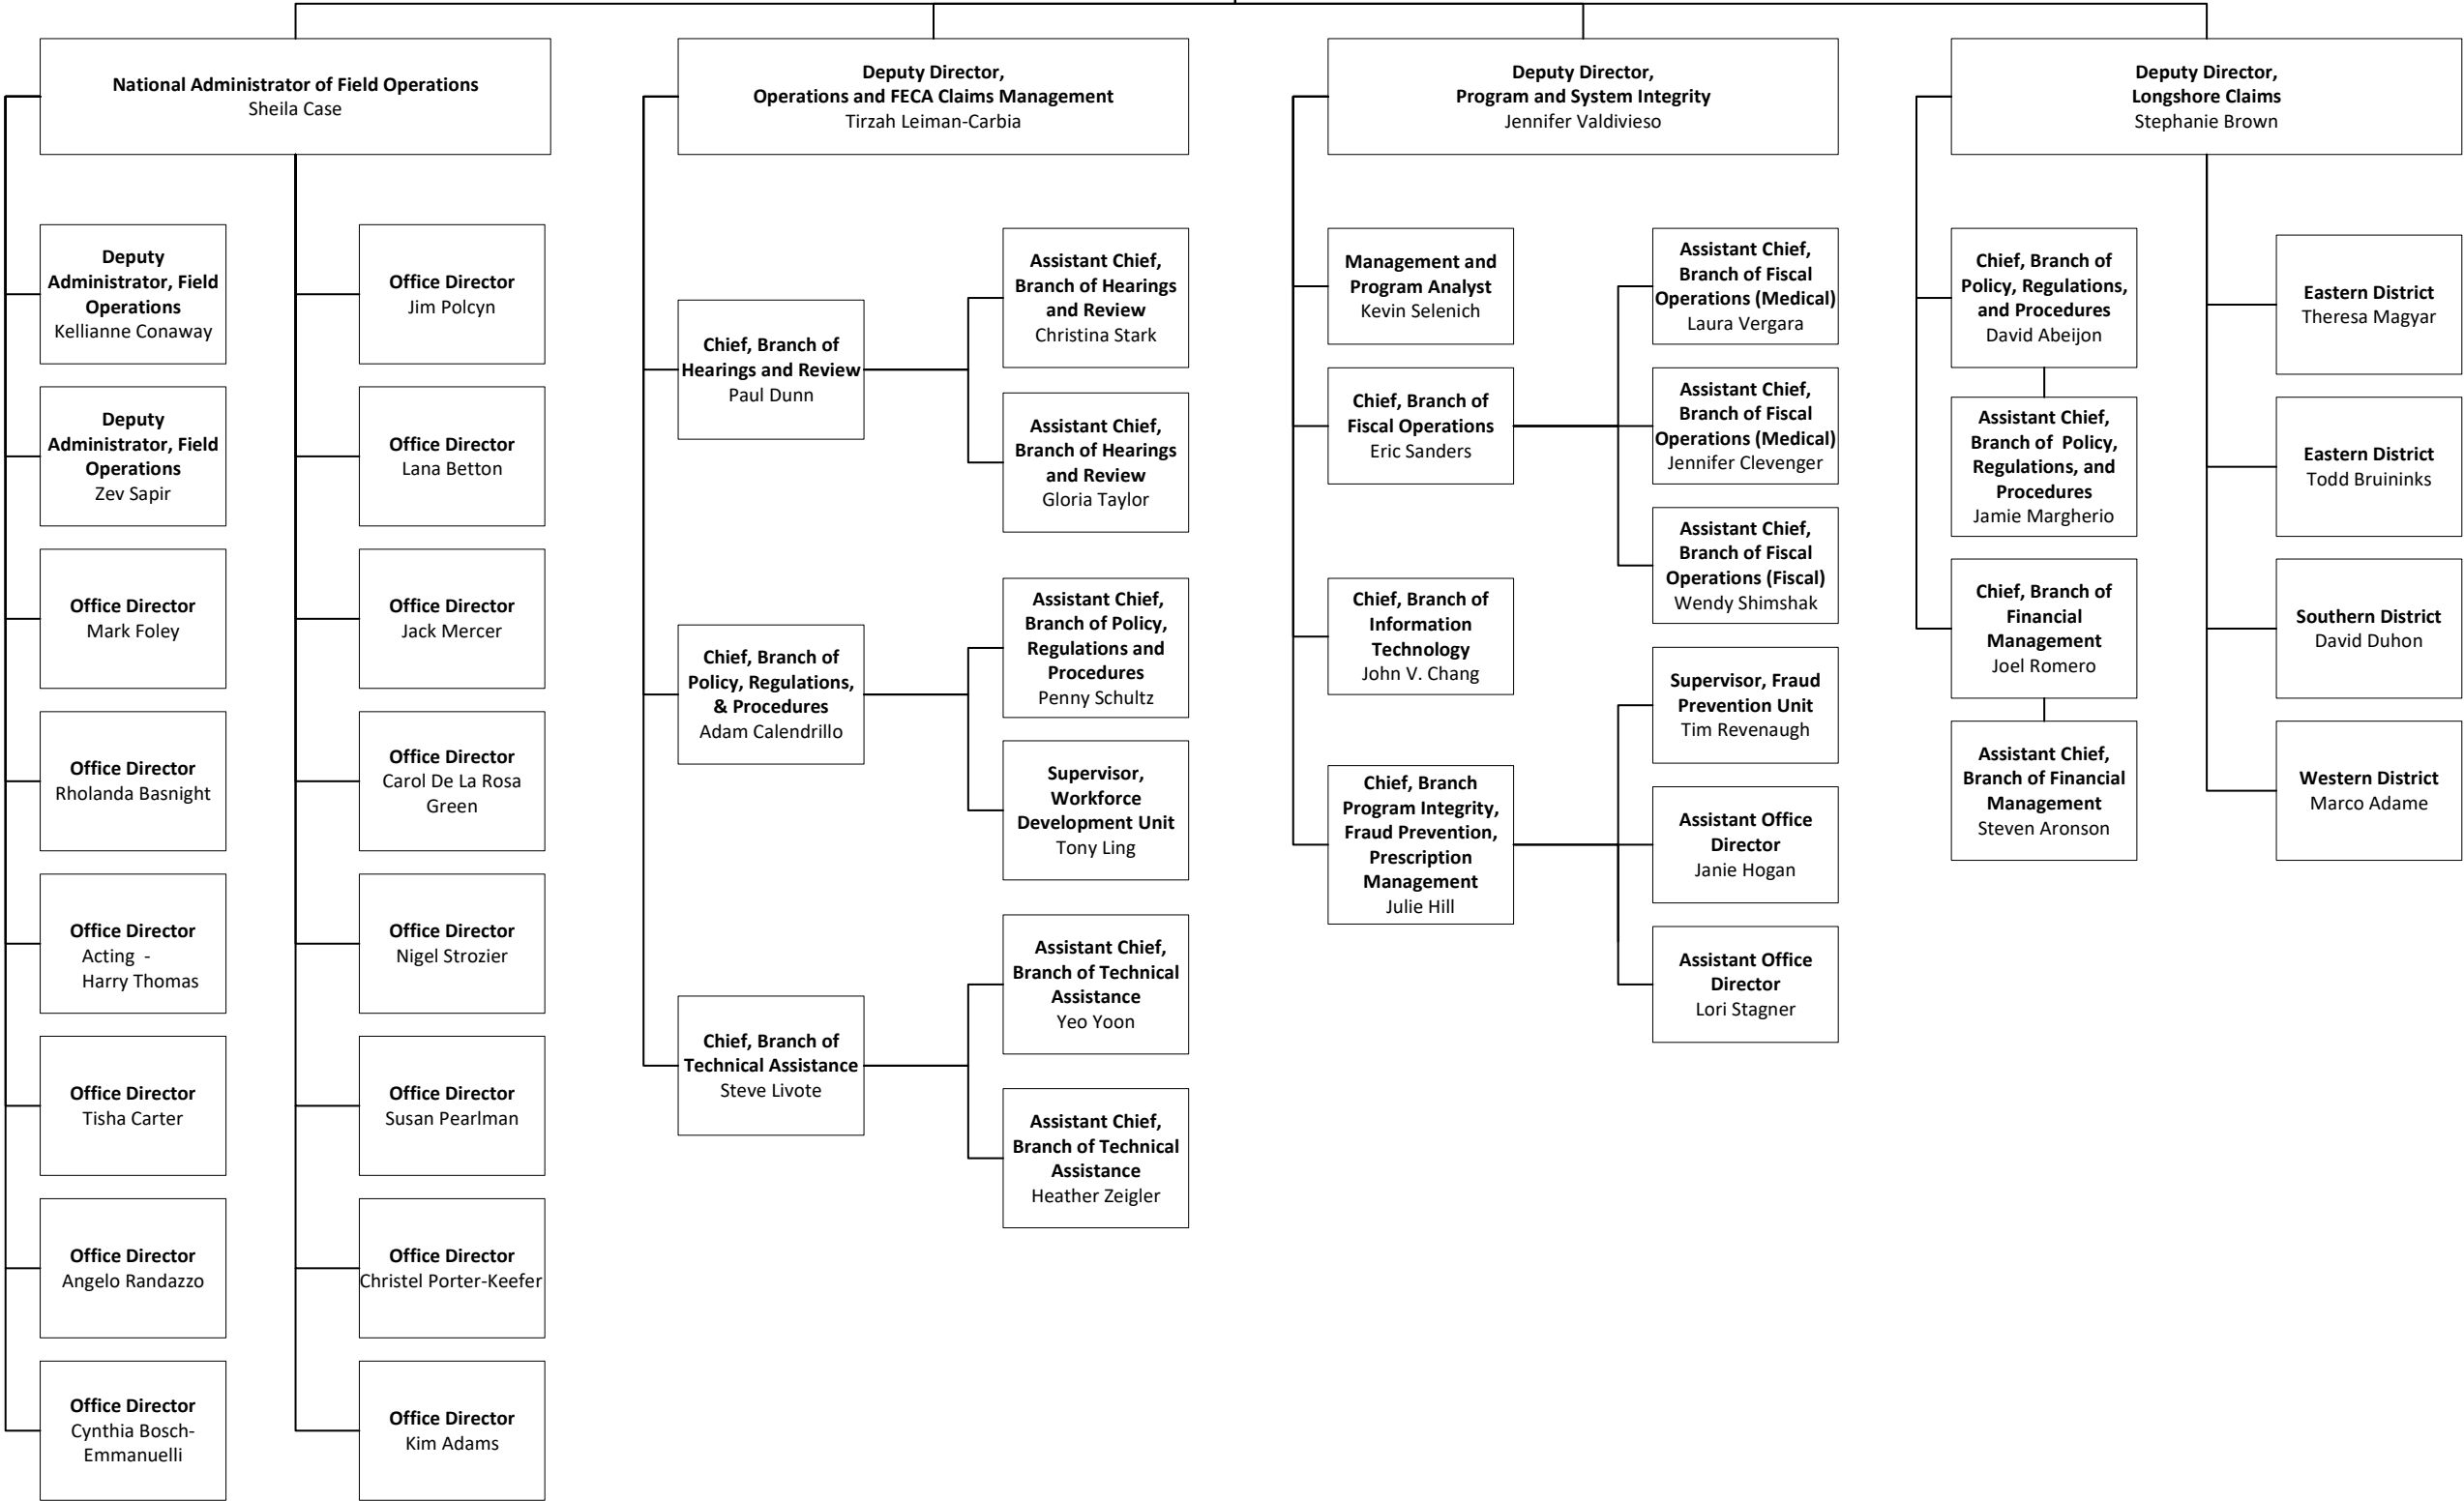 National Administrator of Field Operations
Sheila Case
Deputy
Administrator, Field
Operations
Kellianne Conaway
Deputy
Administrator, Field
Operations
Zev Sapir
Office Director
Mark Foley
Office Director
Rholanda Basnight
Office Director
Acting  -
Harry Thomas
Office Director
Tisha Carter
Office Director
Angelo Randazzo
Office Director
Cynthia Bosch-
Emmanuelli
Office Director
Jim Polcyn
Office Director
Lana Betton
Office Director
Jack Mercer
Office Director
Carol De La Rosa
Green
Office Director
Nigel Strozier
Office Director
Susan Pearlman
Office Director
Christel Porter-Keefer
Office Director
Kim Adams
Deputy Director,
Operations and FECA Claims Management
Tirzah Leiman-Carbia
Chief, Branch of
Hearings and Review
Paul Dunn
Assistant Chief,
Branch of Hearings
and Review
Christina Stark
Assistant Chief,
Branch of Hearings
and Review
Gloria Taylor
Chief, Branch of
Policy, Regulations,
& Procedures
Adam Calendrillo
Assistant Chief,
Branch of Policy,
Regulations and
Procedures
Penny Schultz
Supervisor,
Workforce
Development Unit
Tony Ling
Chief, Branch of
Technical Assistance
Steve Livote
Assistant Chief,
Branch of Technical
Assistance
Yeo Yoon
Assistant Chief,
Branch of Technical
Assistance
Heather Zeigler
Deputy Director,
Program and System Integrity
Jennifer Valdivieso
Management and
Program Analyst
Kevin Selenich
Chief, Branch of
Fiscal Operations
Eric Sanders
Assistant Chief,
Branch of Fiscal
Operations (Medical)
Laura Vergara
Assistant Chief,
Branch of Fiscal
Operations (Medical)
Jennifer Clevenger
Assistant Chief,
Branch of Fiscal
Operations (Fiscal)
Wendy Shimshak
Chief, Branch of
Information
Technology
John V. Chang
Chief, Branch
Program Integrity,
Fraud Prevention,
Prescription
Management
Julie Hill
Supervisor, Fraud
Prevention Unit
Tim Revenaugh
Assistant Office
Director
Janie Hogan
Assistant Office
Director
Lori Stagner
Deputy Director,
Longshore Claims
Stephanie Brown
Chief, Branch of
Policy, Regulations,
and Procedures
David Abeijon
Assistant Chief,
Branch of  Policy,
Regulations, and
Procedures
Jamie Margherio
Chief, Branch of
Financial
Management
Joel Romero
Assistant Chief,
Branch of Financial
Management
Steven Aronson
Eastern District
Theresa Magyar
Eastern District
Todd Bruininks
Southern District
David Duhon
Western District
Marco Adame